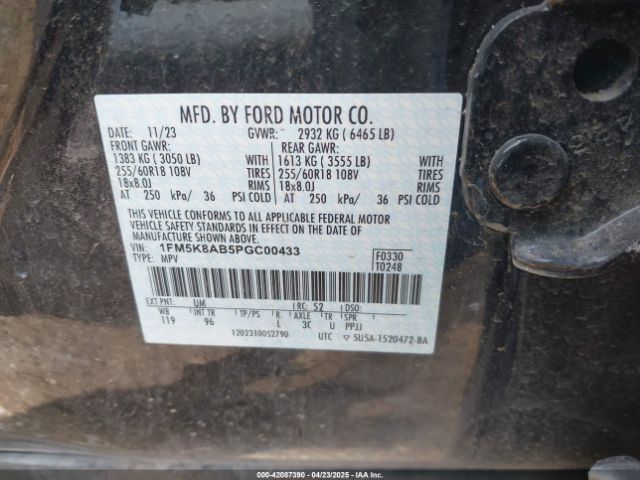 MFD. BY FORD MOTOR CO.
DATE: 11/23 GVWR: 2932 KG ( 6465 LB)
FRONT GAWR: REAR GAWR:
1383 KG ( 3050 LB) WITH 1613 KG ( 3555 LB) WITH
255/60R18 108V TIRES 255/60R18 108V TIRES
18x8.0J RIMS 18x8.0J RIMS
AT 250 kPa/ 36 PSI COLD AT 250 kPa/ 36 PSI COLD
THIS VEHICLE CONFORMS TO ALL APPLICABLE FEDERAL MOTOR
VEHICLE SAFETY STANDARDS IN EFFECT ON THE DATE OF
MANUFACTURE SHOWN ABOVE.
VIN: 1FM5K8AB5PGC00433 F0330
TYPE: MPV T0248
EXT PNT: UM RC: 52 DSO:
WB INT TR TP/PS R AXLE TR SPR
119 96 L 3C U PPJJ
1202310052790 UTC ▽ 5U5A-1520472-BA
000-42087390 - 04/23/2025 - IAA Inc.